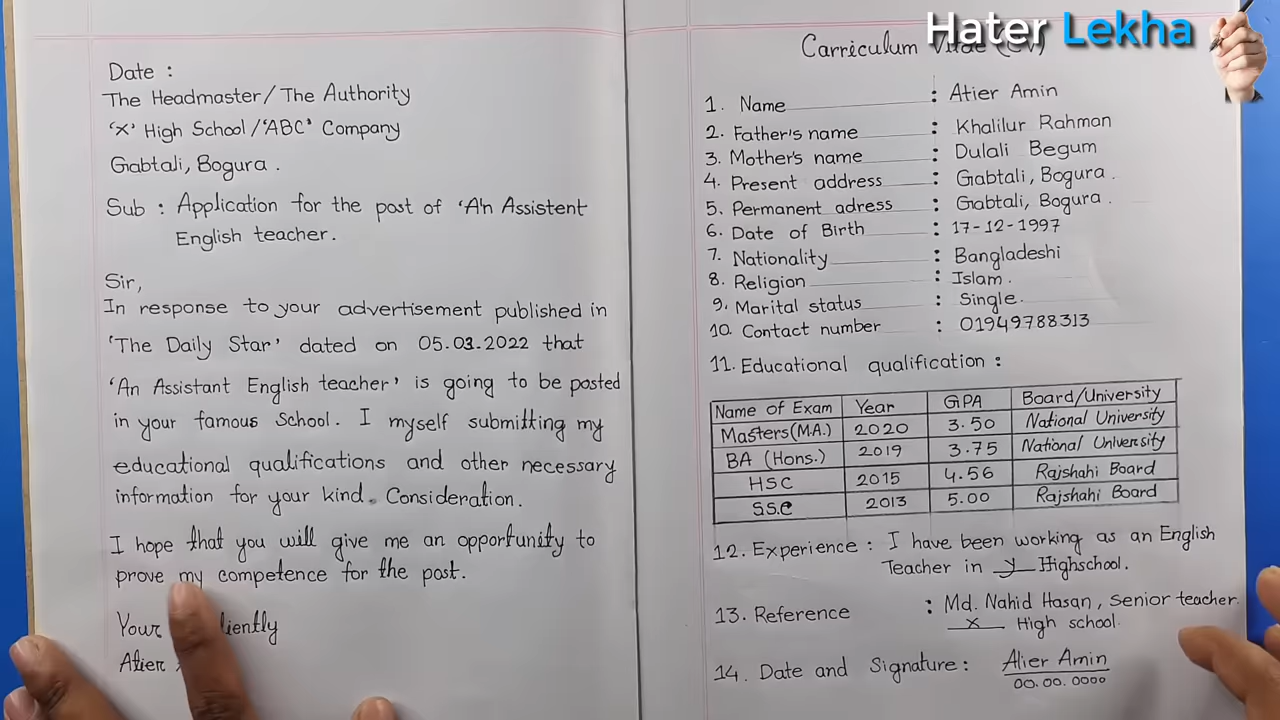 Hater Lekha
Date :
The Headmaster/The Authority
'X' High School/'ABC' Company
Gabtali, Bogura.
Sub : Application for the post of 'A'n Assistent
English teacher.
Sir,
In response to your advertisement published in
'The Daily Star' dated on 05.03.2022 that
'An Assistant English teacher' is going to be posted
in your famous School. I myself submitting my
educational qualifications and other necessary
information for your kind. Consideration.
I hope that you will give me an opportunity to
prove my competence for the post.
Your
Atier
Carriculum Vitae (CV)
1. Name : Atier Amin
2. Father's name : Khalilur Rahman
3. Mother's name : Dulali Begum
4. Present address : Gabtali, Bogura.
5. Permanent adress : Gabtali, Bogura.
6. Date of Birth : 17-12-1997
7. Nationality : Bangladeshi
8. Religion : Islam.
9. Marital status : Single.
10. Contact number : 01949788313
11. Educational qualification :
Name of Exam Year GPA Board/University
Masters(M.A.) 2020 3.50 National University
BA (Hons.) 2019 3.75 National University
HSC 2015 4.56 Rajshahi Board
S.S.C 2013 5.00 Rajshahi Board
12. Experience : I have been working as an English
Teacher in y Highschool.
13. Reference : Md. Nahid Hasan, Senior teacher.
X High school.
14. Date and Signature : Atier Amin
00.00.0000